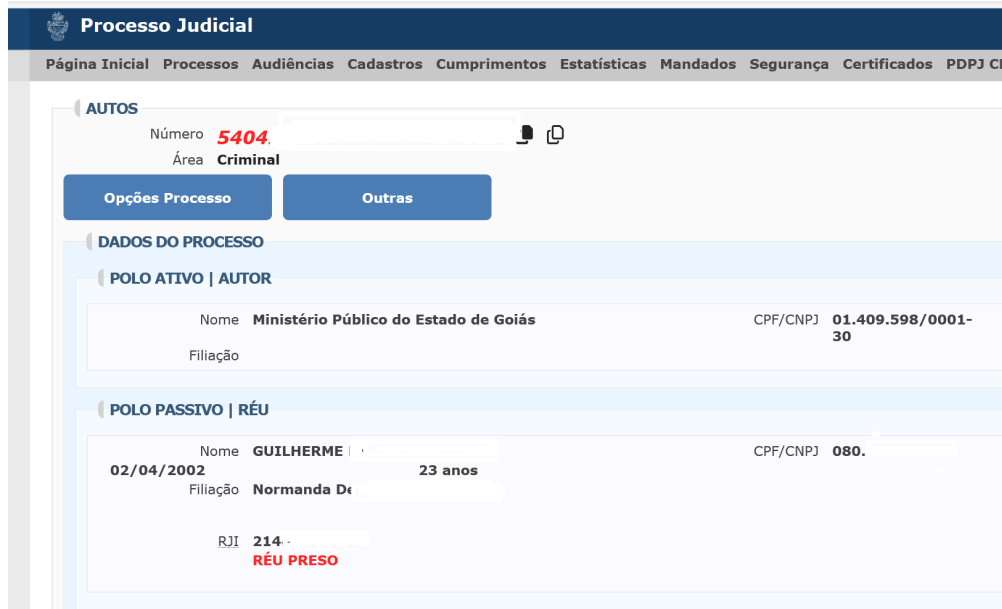 Processo Judicial
Página Inicial Processos Audiências Cadastros Cumprimentos Estatísticas Mandados Segurança Certificados PDPJ
AUTOS
Número 5404
Área Criminal
Opções Processo Outras
DADOS DO PROCESSO
POLO ATIVO | AUTOR
Nome Ministério Público do Estado de Goiás CPF/CNPJ 01.409.598/0001-
30
Filiação
POLO PASSIVO | RÉU
Nome GUILHERME CPF/CNPJ 080.
02/04/2002 23 anos
Filiação Normanda
RJI 214
RÉU PRESO